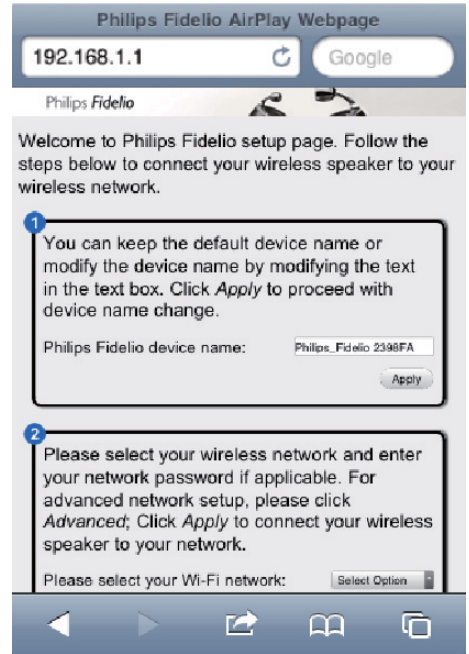 Philips Fidelio AirPlay Webpage
192.168.1.1
Google
Philips Fidelio
Welcome to Philips Fidelio setup page. Follow the
steps below to connect your wireless speaker to your
wireless network.
1
You can keep the default device name or
modify the device name by modifying the text
in the text box. Click Apply to proceed with
device name change.
Philips Fidelio device name: Philips_Fidelio 2398FA
Apply
2
Please select your wireless network and enter
your network password if applicable. For
advanced network setup, please click
Advanced; Click Apply to connect your wireless
speaker to your network.
Please select your Wi-Fi network: Select Option